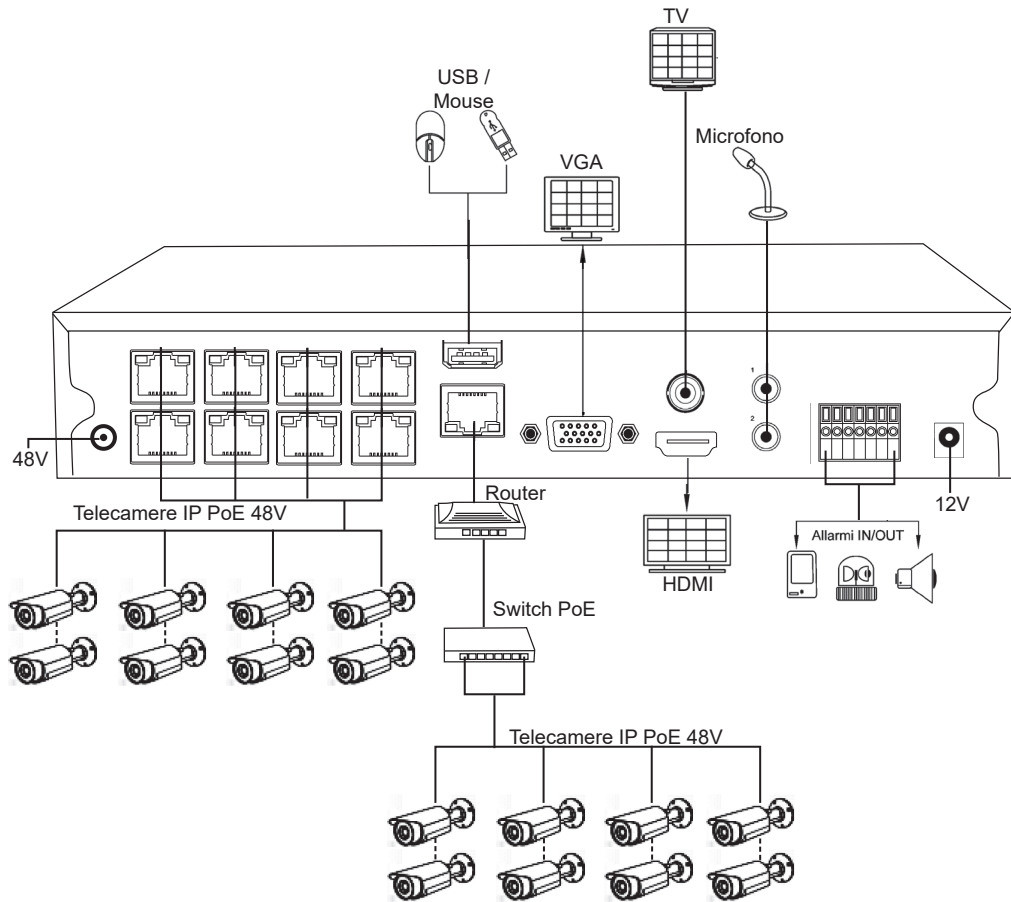 TV
USB /
Mouse
Microfono
VGA
1
2
48V
12V
Router
Telecamere IP PoE 48V
Allarmi IN/OUT
HDMI
Switch PoE
Telecamere IP PoE 48V